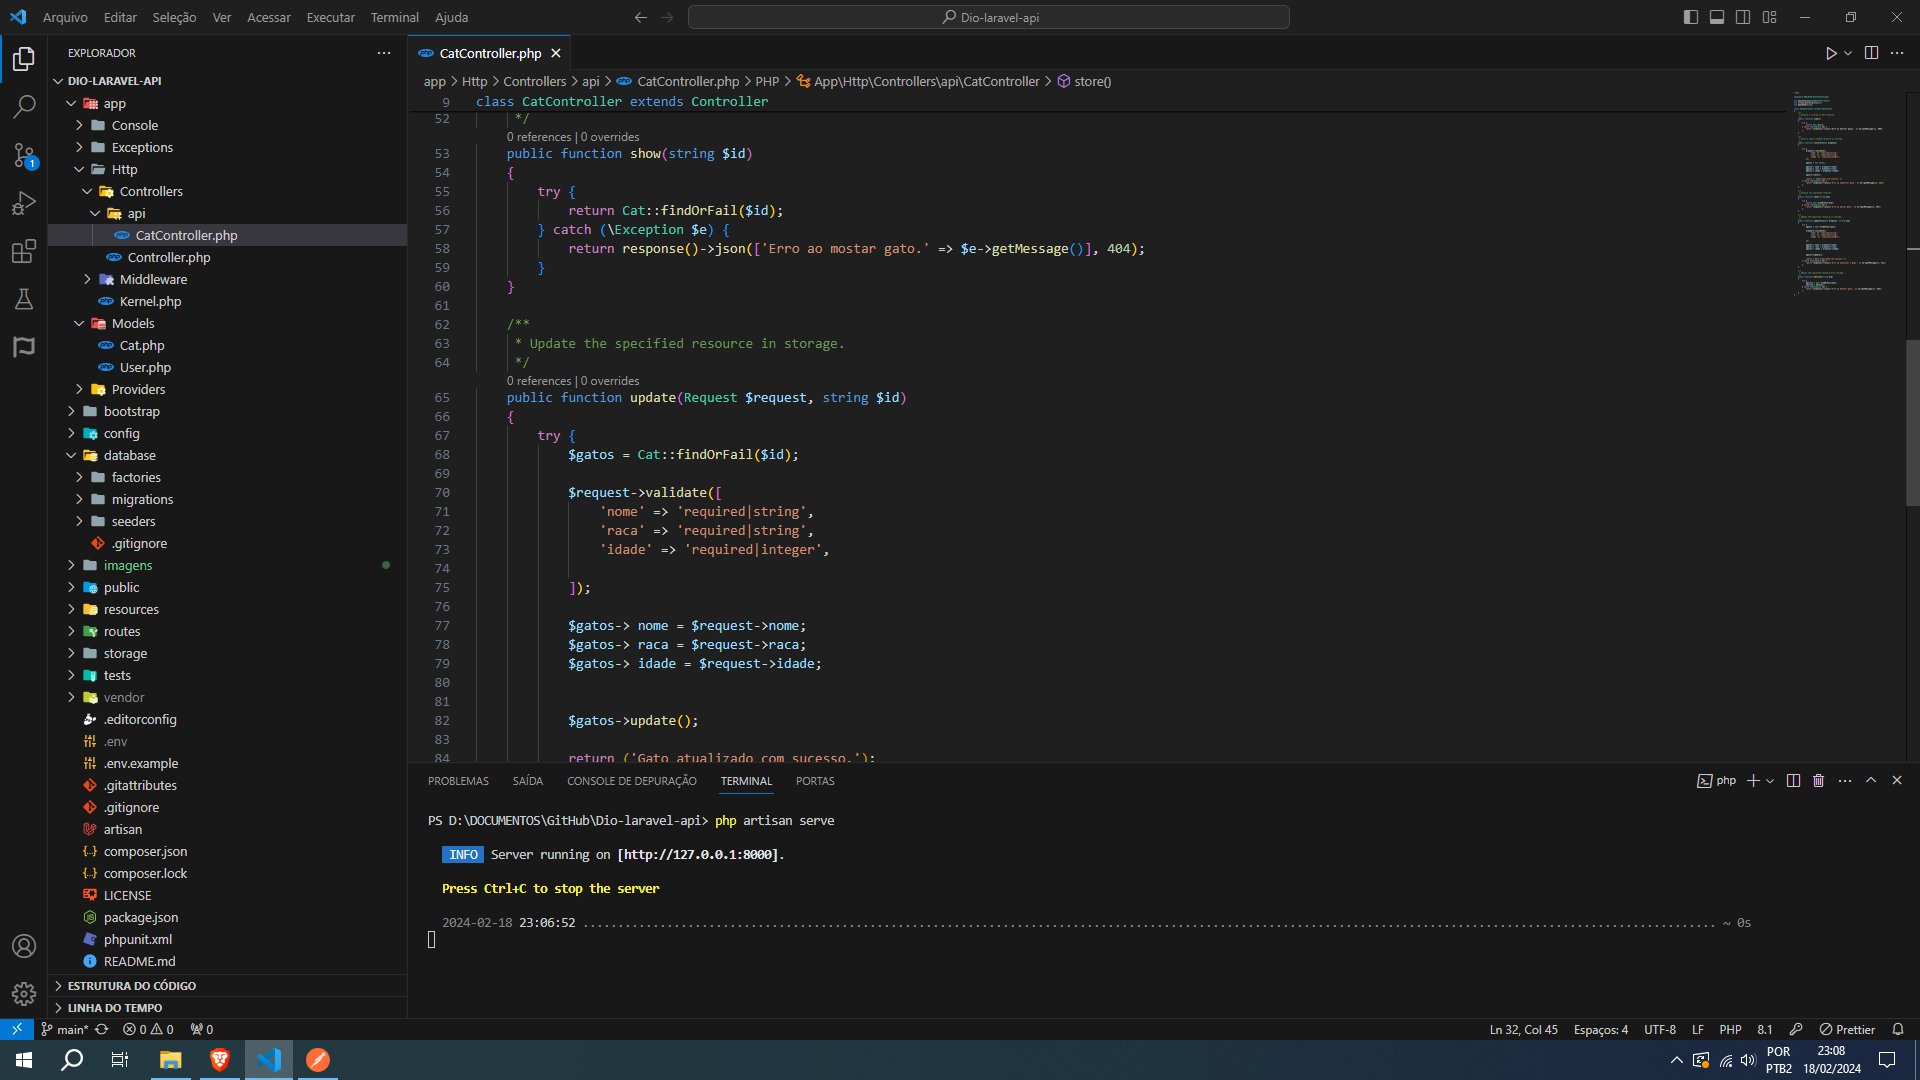 Arquivo Editar Seleção Ver Acessar Executar Terminal Ajuda
Dio-laravel-api
EXPLORADOR
DIO-LARAVEL-API
app
Console
Exceptions
Http
Controllers
api
CatController.php
Controller.php
Middleware
Kernel.php
Models
Cat.php
User.php
Providers
bootstrap
config
database
factories
migrations
seeders
.gitignore
imagens
public
resources
routes
storage
tests
vendor
.editorconfig
.env
.env.example
.gitattributes
.gitignore
artisan
composer.json
composer.lock
LICENSE
package.json
phpunit.xml
README.md
ESTRUTURA DO CÓDIGO
LINHA DO TEMPO
1
CatController.php
app > Http > Controllers > api > CatController.php > PHP > App\Http\Controllers\api\CatController > store()
9 class CatController extends Controller
52 */
0 references | 0 overrides
53 public function show(string $id)
54 {
55 try {
56 return Cat::findOrFail($id);
57 } catch (\Exception $e) {
58 return response()->json(['Erro ao mostar gato.' => $e->getMessage()], 404);
59 }
60 }
61
62 /**
63 * Update the specified resource in storage.
64 */
0 references | 0 overrides
65 public function update(Request $request, string $id)
66 {
67 try {
68 $gatos = Cat::findOrFail($id);
69
70 $request->validate([
71 'nome' => 'required|string',
72 'raca' => 'required|string',
73 'idade' => 'required|integer',
74
75 ]);
76
77 $gatos-> nome = $request->nome;
78 $gatos-> raca = $request->raca;
79 $gatos-> idade = $request->idade;
80
81
82 $gatos->update();
83
84 return ('Gato atualizado com sucesso.');
PROBLEMAS SAÍDA CONSOLE DE DEPURAÇÃO TERMINAL PORTAS
php
PS D:\DOCUMENTOS\GitHub\Dio-laravel-api> php artisan serve
INFO Server running on [http://127.0.0.1:8000].
Press Ctrl+C to stop the server
2024-02-18 23:06:52 ........................................ ~ 0s
main* 0 0 0
Ln 32, Col 45 Espaços: 4 UTF-8 LF PHP 8.1 Prettier
POR
PTB2
23:08
18/02/2024